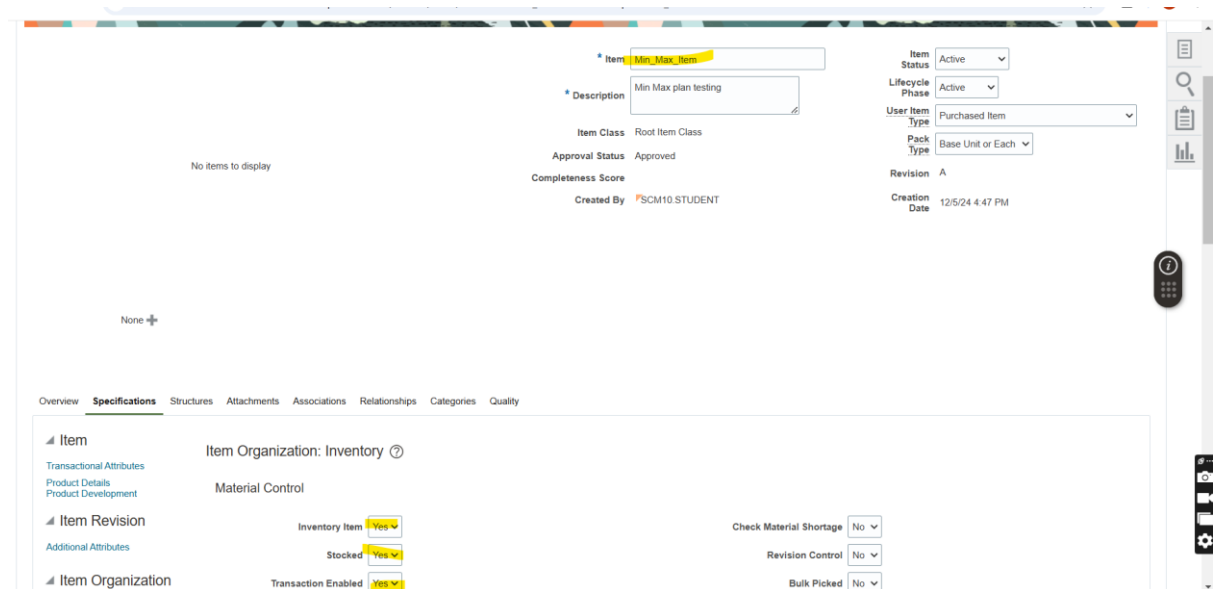 * Item Min_Max_Item
Item Status Active
* Description Min Max plan testing
Lifecycle Phase Active
User Item Type Purchased Item
Item Class Root Item Class
Pack Type Base Unit or Each
No items to display
Approval Status Approved
Completeness Score
Revision A
Created By SCM10.STUDENT
Creation Date 12/5/24 4:47 PM
None
Overview Specifications Structures Attachments Associations Relationships Categories Quality
Item
Item Organization: Inventory
Transactional Attributes
Product Details
Material Control
Product Development
Item Revision
Inventory Item Yes
Check Material Shortage No
Additional Attributes
Stocked Yes
Revision Control No
Item Organization
Transaction Enabled Yes
Bulk Picked No